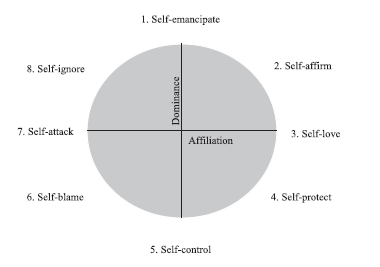 1. Self-emancipate
2. Self-affirm
8. Self-ignore
Dominance
7. Self-attack
3. Self-love
Affiliation
6. Self-blame
4. Self-protect
5. Self-control